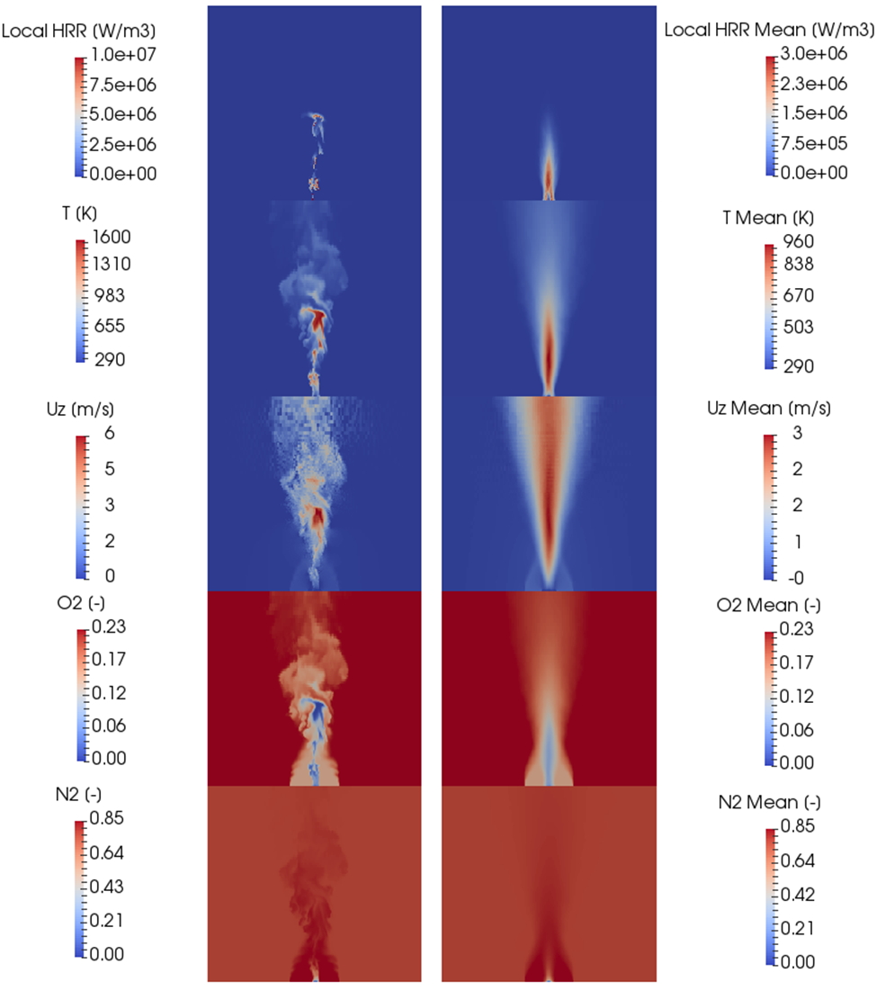 Local HRR (W/m3)
1.0e+07
7.5e+06
5.0e+06
2.5e+06
0.0e+00
Local HRR Mean (W/m3)
3.0e+06
2.3e+06
1.5e+06
7.5e+05
0.0e+00
T (K)
1600
1310
983
655
290
T Mean (K)
960
838
670
503
290
Uz (m/s)
6
5
3
2
0
Uz Mean (m/s)
3
2
2
1
-0
O2 (-)
0.23
0.17
0.12
0.06
0.00
O2 Mean (-)
0.23
0.17
0.12
0.06
0.00
N2 (-)
0.85
0.64
0.43
0.21
0.00
N2 Mean (-)
0.85
0.64
0.42
0.21
0.00